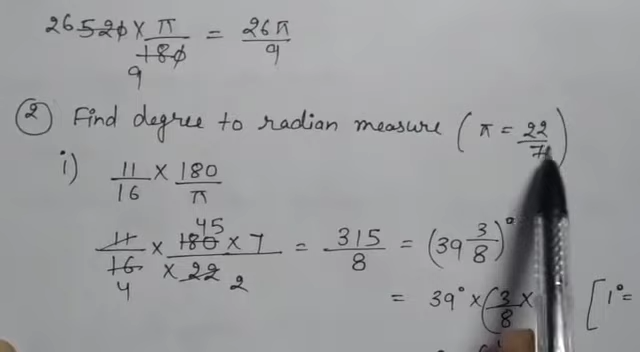 26 520 × π/180 = 26π/9
9
② Find degree to radian measure ( π = 22/7 )
i) 11/16 × 180/π
45
11/16 × 180 × 7/× 22 = 315/8 = (39 3/8)°
4 2
= 39° × (3/8 × [1° =